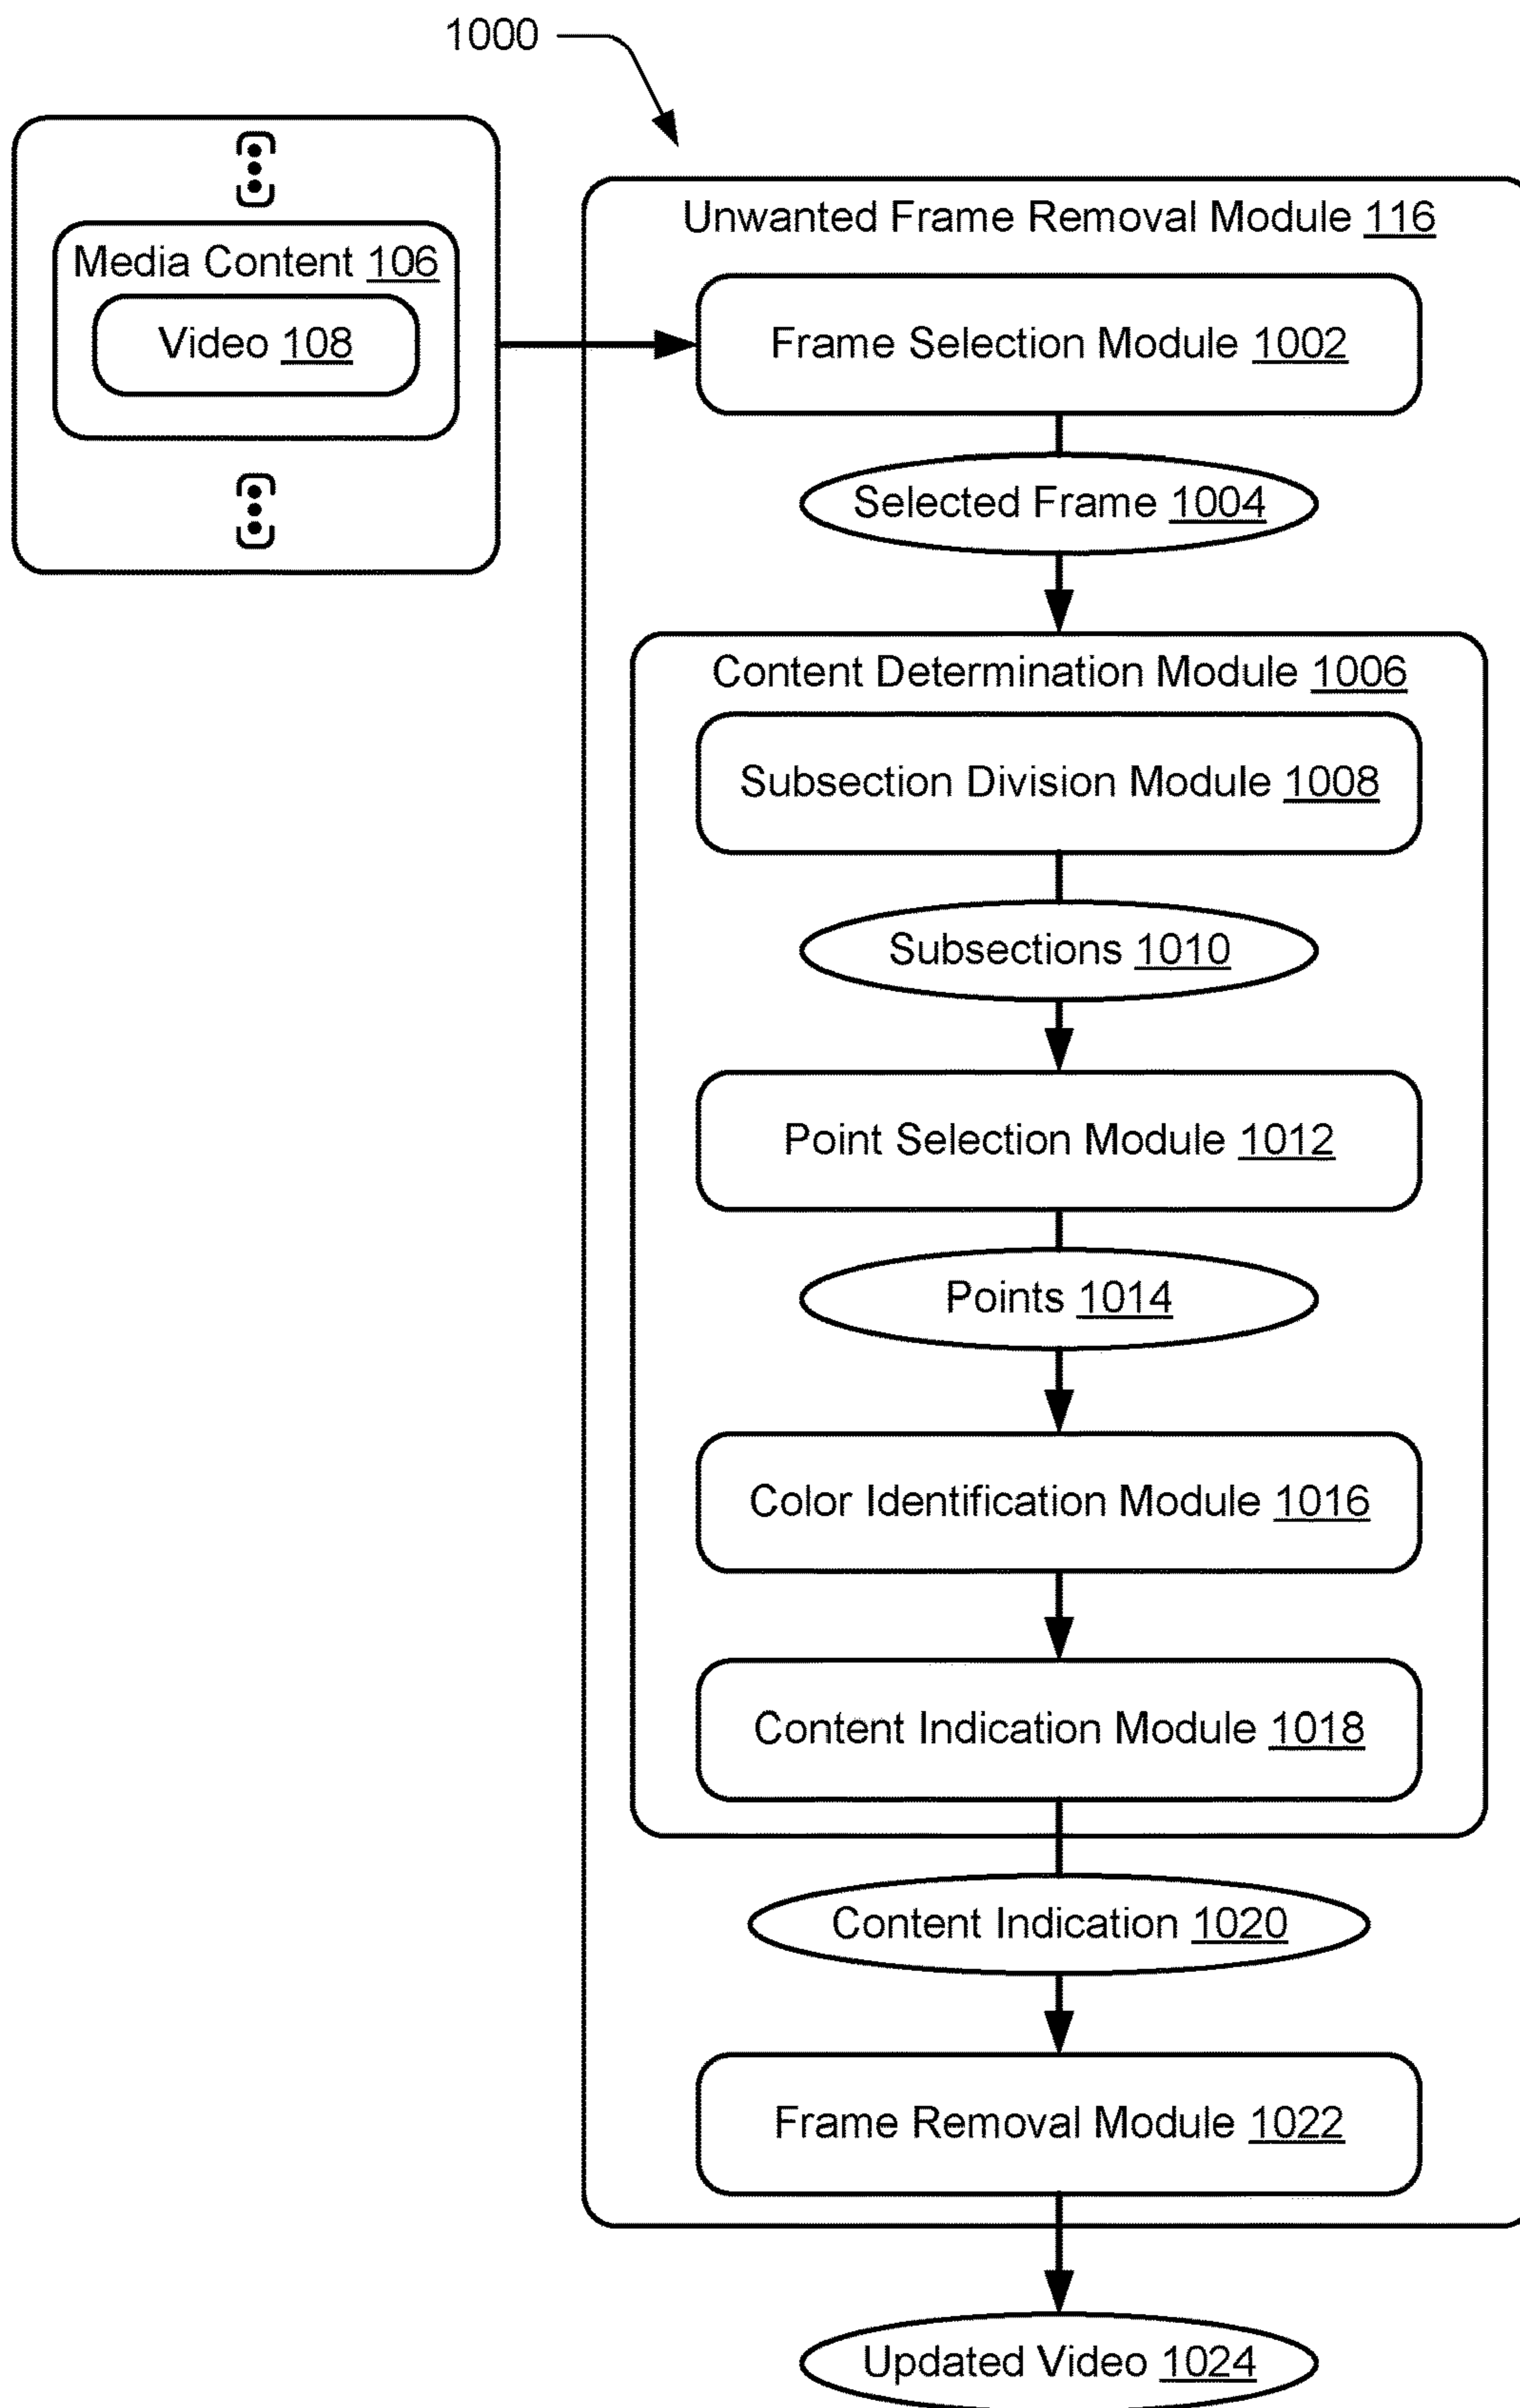 1000
Media Content 106
Video 108
Unwanted Frame Removal Module 116
Frame Selection Module 1002
Selected Frame 1004
Content Determination Module 1006
Subsection Division Module 1008
Subsections 1010
Point Selection Module 1012
Points 1014
Color Identification Module 1016
Content Indication Module 1018
Content Indication 1020
Frame Removal Module 1022
Updated Video 1024